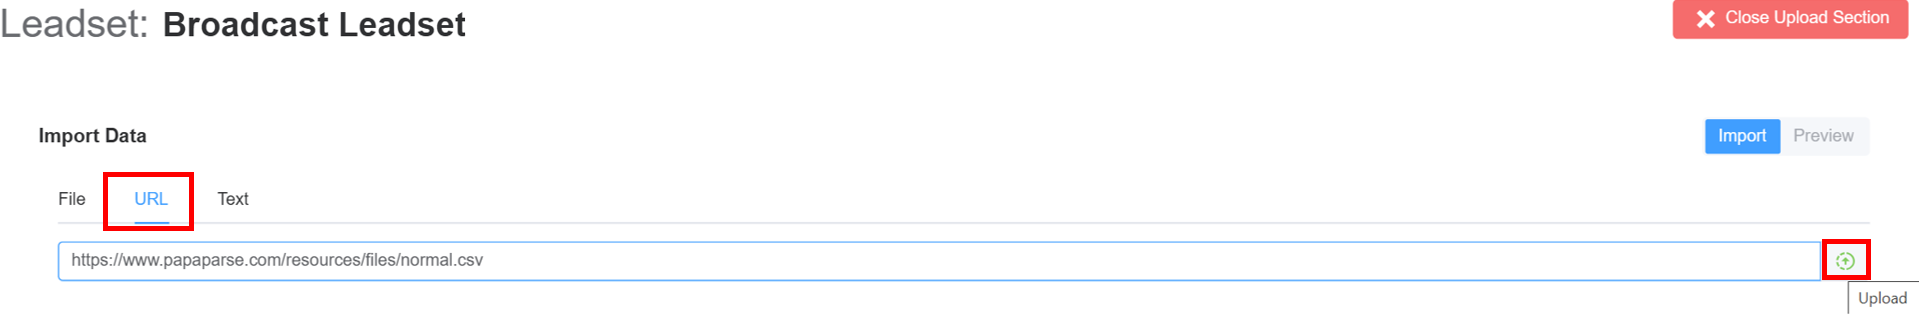 Leadset: Broadcast Leadset
Close Upload Section
Import Data
Import Preview
File URL Text
https://www.papaparse.com/resources/files/normal.csv
Upload